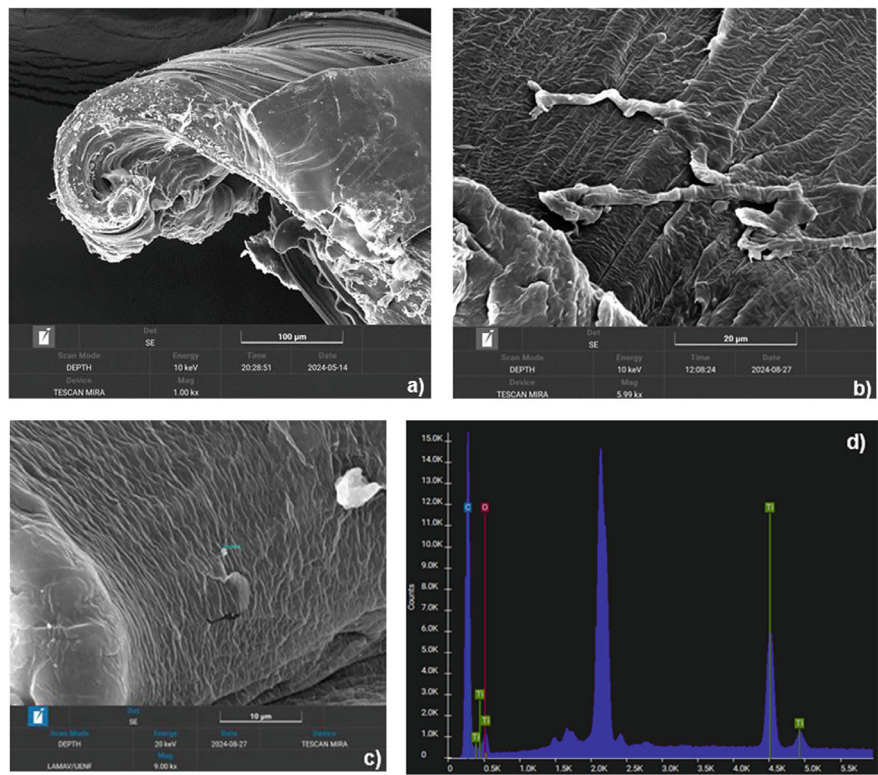 Det
SE
100 µm
Scan Mode Energy Time Date
DEPTH 10 keV 20:28:51 2024-05-14
Device Mag
TESCAN MIRA 1.00 kx
a)
Det
SE
20 µm
Scan Mode Energy Time Date
DEPTH 10 keV 12:08:24 2024-08-27
Device Mag
TESCAN MIRA 5.99 kx
b)
Det
SE
10 µm
Scan Mode Energy Date Device
DEPTH 20 keV 2024-08-27 TESCAN MIRA
Mag
LAMAV/UENF 9.00 kx
c)
d)
15.0K
14.0K
13.0K
12.0K
11.0K
10.0K
9.0K
8.0K
7.0K
6.0K
5.0K
4.0K
3.0K
2.0K
1.0K
0
Counts
C O Ti
Ti
Ti
Ti
Ti
0 0.5K 1.0K 1.5K 2.0K 2.5K 3.0K 3.5K 4.0K 4.5K 5.0K 5.5K